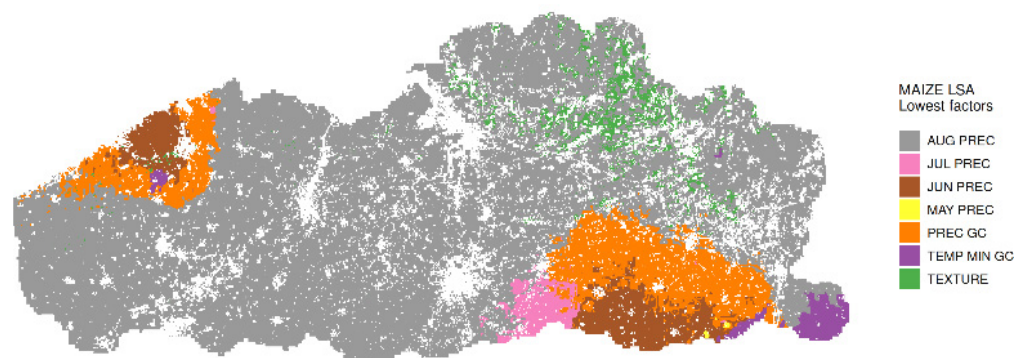 MAIZE LSA
Lowest factors
AUG PREC
JUL PREC
JUN PREC
MAY PREC
PREC GC
TEMP MIN GC
TEXTURE